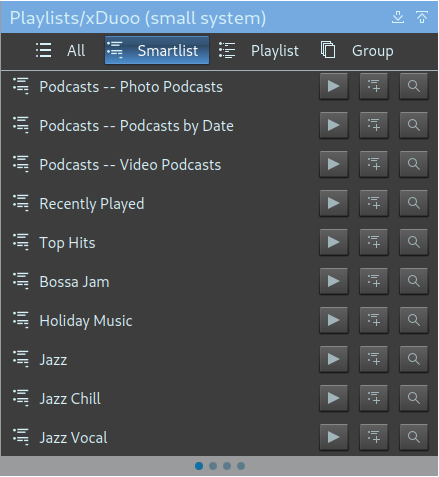 Playlists/xDuoo (small system)
All Smartlist Playlist Group
Podcasts -- Photo Podcasts
Podcasts -- Podcasts by Date
Podcasts -- Video Podcasts
Recently Played
Top Hits
Bossa Jam
Holiday Music
Jazz
Jazz Chill
Jazz Vocal